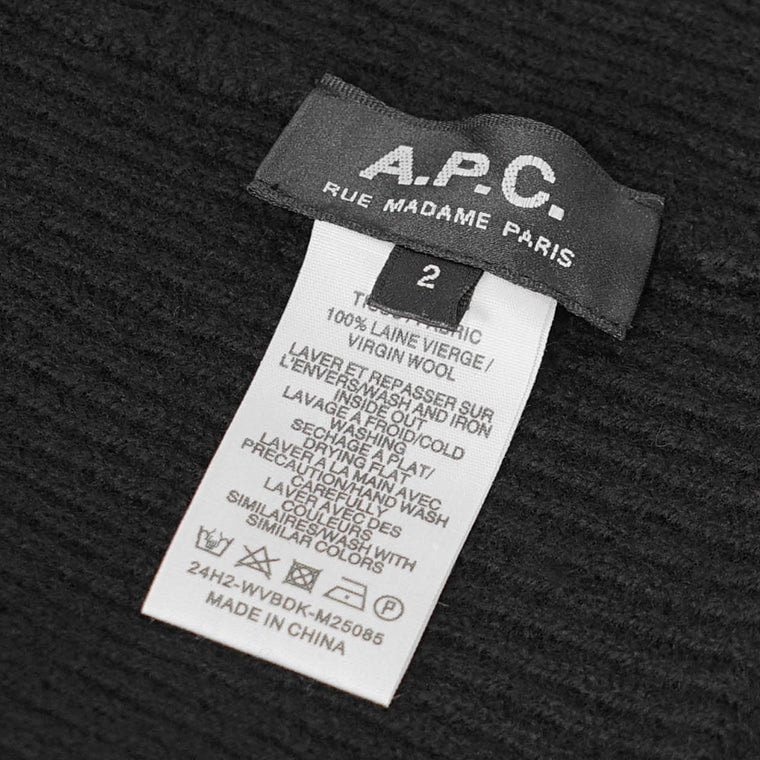 A.P.C.
RUE MADAME PARIS
2
100% LAINE VIERGE/
VIRGIN WOOL
LAVER ET REPASSER SUR
L'ENVERS/WASH AND IRON
INSIDE OUT
LAVAGE A FROID/COLD
WASHING
SECHAGE A PLAT/
DRYING FLAT
LAVER A LA MAIN AVEC
PRECAUTION/HAND WASH
CAREFULLY
LAVER AVEC DES
COULEURS
SIMILAIRES/WASH WITH
SIMILAR COLORS
P
24H2-WVBDK-M25085
MADE IN CHINA